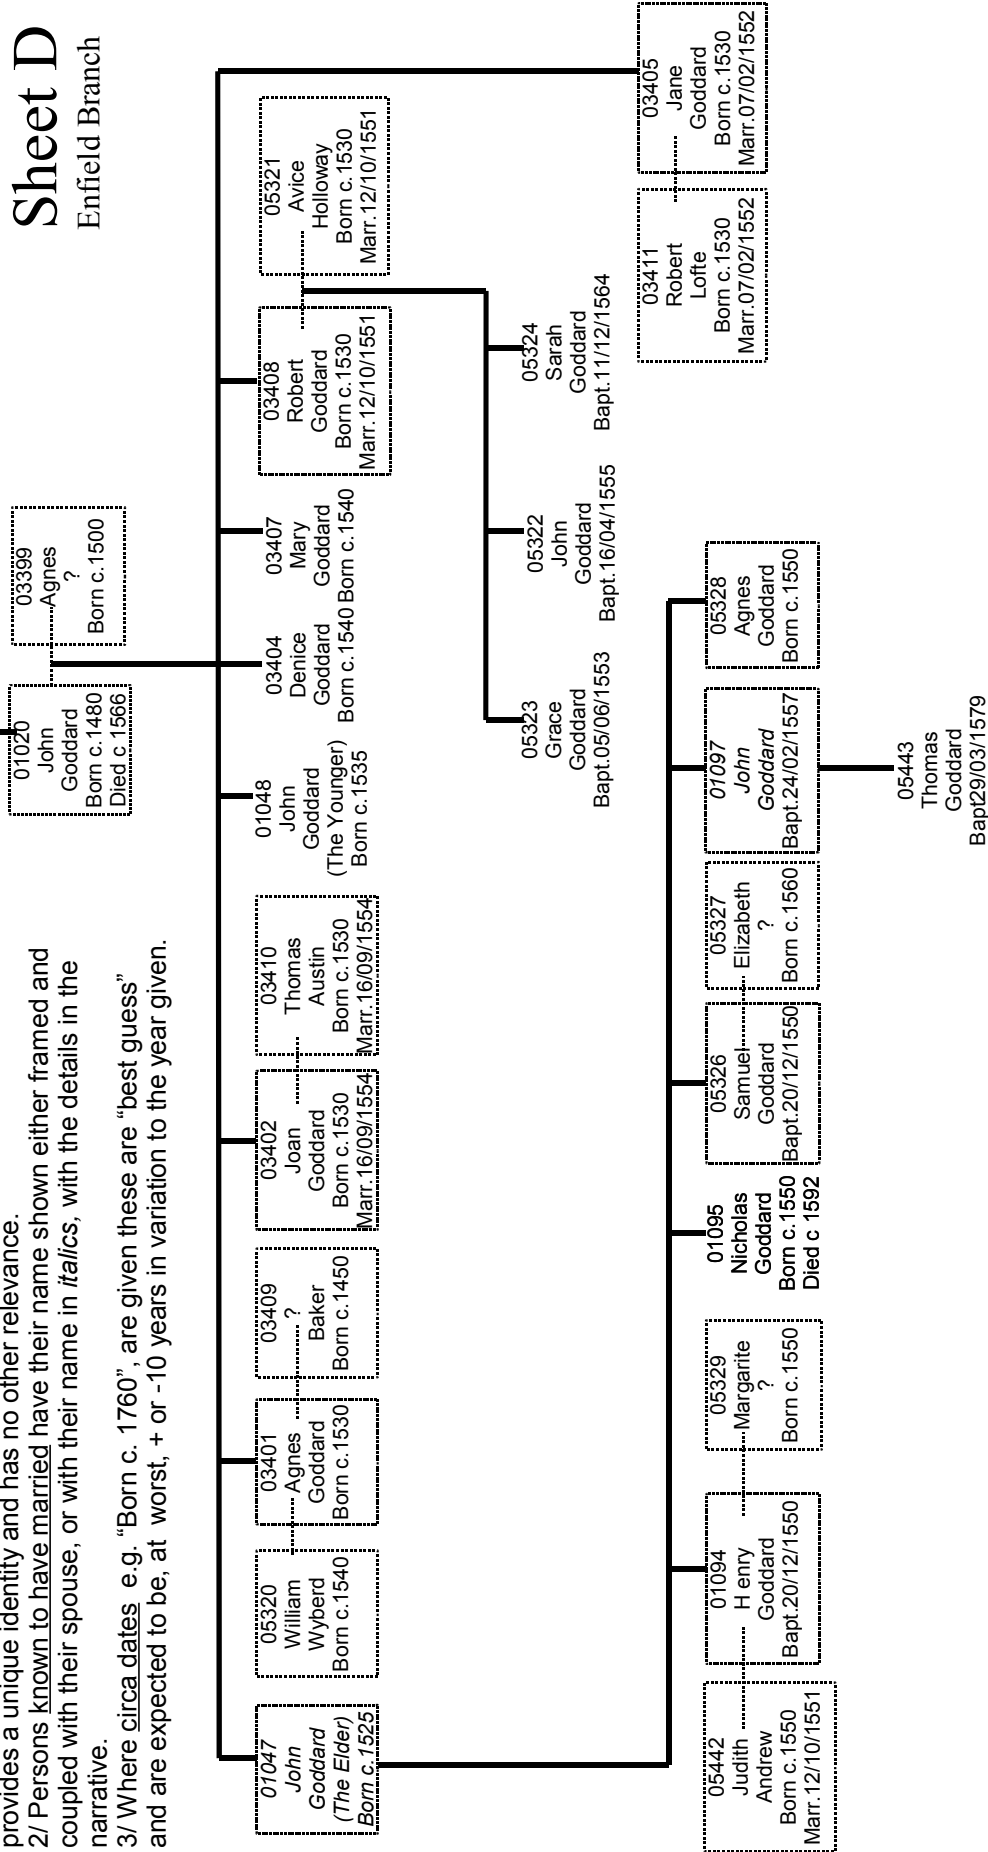 Sheet D
Enfield Branch
provides a unique identity and has no other relevance.
2/ Persons known to have married have their name shown either framed and
coupled with their spouse, or with their name in italics, with the details in the
narrative.
3/ Where circa dates e.g. “Born c. 1760”, are given these are “best guess”
and are expected to be, at worst, + or -10 years in variation to the year given.
01020
John
Goddard
Born c.1480
Died c 1566
03399
Agnes
?
Born c.1500
01047
John
Goddard
(The Elder)
Born c.1525
05320
William
Wyberd
Born c.1540
03401
Agnes
Goddard
Born c.1530
03409
?
Baker
Born c.1450
03402
Joan
Goddard
Born c.1530
Marr.16/09/1554
03410
Thomas
Austin
Born c.1530
Marr.16/09/1554
01048
John
Goddard
(The Younger)
Born c.1535
03404
Denice
Goddard
Born c.1540
03407
Mary
Goddard
Born c.1540
03408
Robert
Goddard
Born c.1530
Marr.12/10/1551
05321
Avice
Holloway
Born c.1530
Marr.12/10/1551
05323
Grace
Goddard
Bapt.05/06/1553
05322
John
Goddard
Bapt.16/04/1555
05324
Sarah
Goddard
Bapt.11/12/1564
03411
Robert
Lofte
Born c.1530
Marr.07/02/1552
03405
Jane
Goddard
Born c.1530
Marr.07/02/1552
05442
Judith
Andrew
Born c.1550
Marr.12/10/1551
01094
H enry
Goddard
Bapt.20/12/1550
05329
Margarite
?
Born c.1550
01095
Nicholas
Goddard
Born c.1550
Died c 1592
05326
Samuel
Goddard
Bapt.20/12/1550
05327
Elizabeth
?
Born c.1560
01097
John
Goddard
Bapt.24/02/1557
05328
Agnes
Goddard
Born c.1550
05443
Thomas
Goddard
Bapt29/03/1579